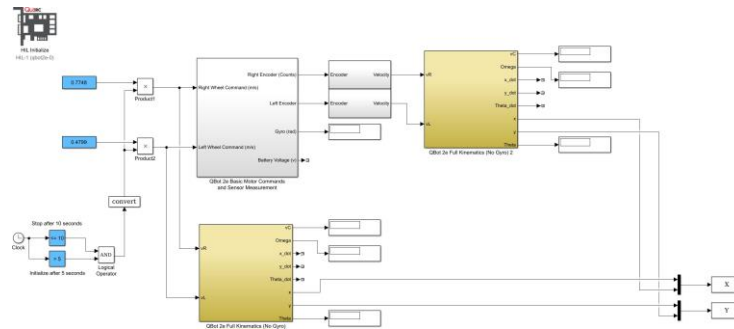 HIL Initialize
HIL-1 (qbot2e-0)
0.7748
×
Product1
0.4790
×
Product2
convert
Stop after 10 seconds
Clock
<= 10
> 5
Initialize after 5 seconds
AND
Logical
Operator
Right Wheel Command (m/s)
Left Wheel Command (m/s)
Right Encoder (Counts)
Left Encoder
Gyro (rad)
Battery Voltage (v)
QBot 2e Basic Motor Commands
and Sensor Measurement
Encoder Velocity
Encoder Velocity
vR
vL
vC
Omega
x_dot
y_dot
Theta_dot
x
y
Theta
QBot 2e Full Kinematics (No Gyro) 2
vR
vL
vC
Omega
x_dot
y_dot
Theta_dot
x
y
Theta
QBot 2e Full Kinematics (No Gyro)
X
Y